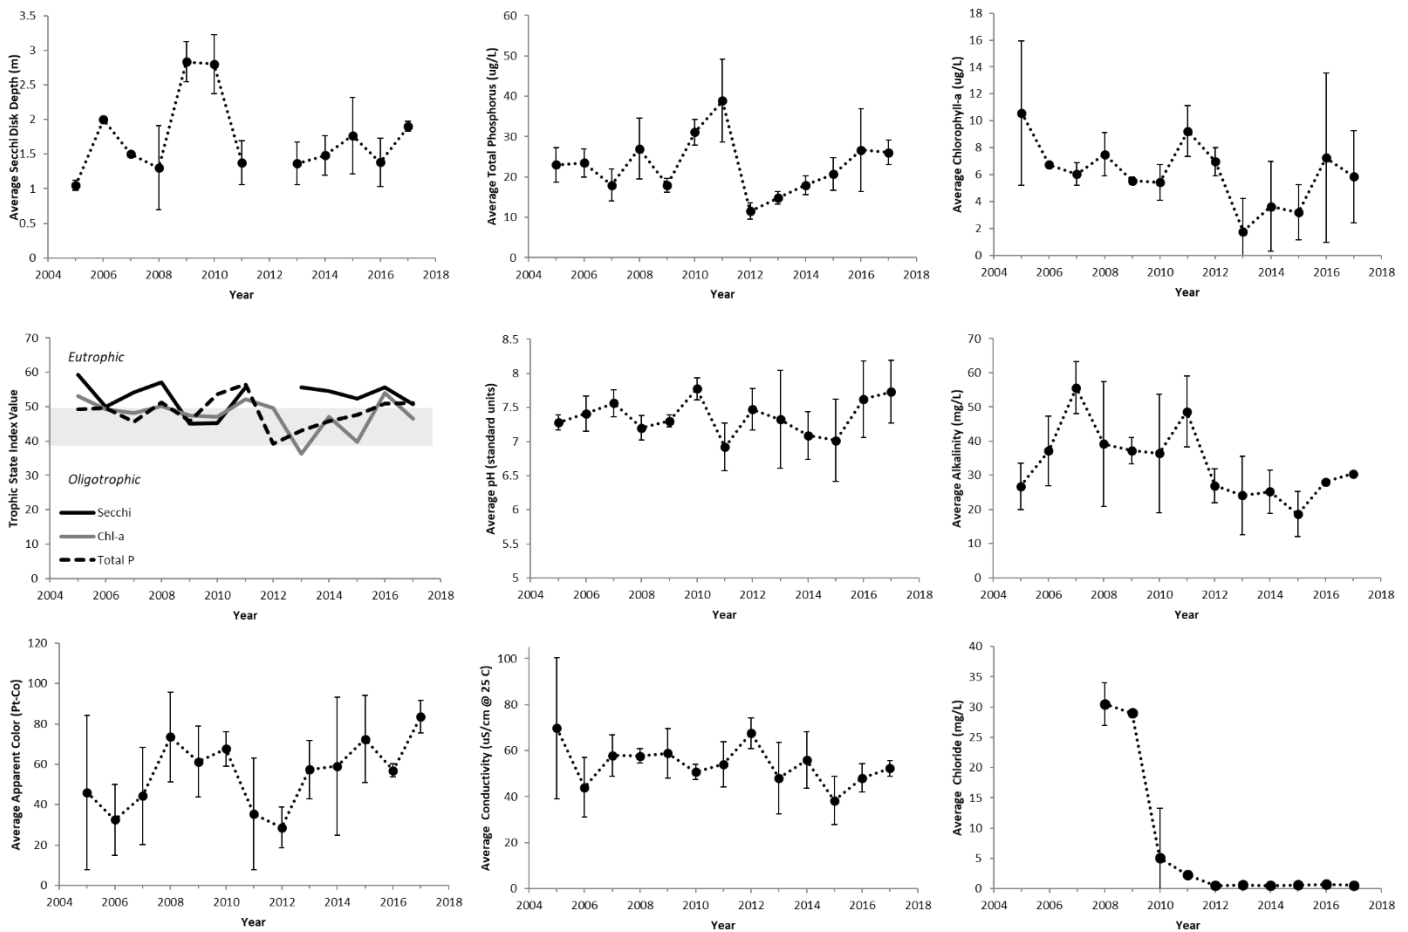 Average Secchi Disk Depth (m)
3.5
3
2.5
2
1.5
1
0.5
0
2004 2006 2008 2010 2012 2014 2016 2018
Year
Average Total Phosphorus (ug/L)
60
50
40
30
20
10
0
2004 2006 2008 2010 2012 2014 2016 2018
Year
Average Chlorophyll-a (ug/L)
18
16
14
12
10
8
6
4
2
0
2004 2006 2008 2010 2012 2014 2016 2018
Year
Trophic State Index Value
70
60
50
40
30
20
10
0
Eutrophic
Oligotrophic
Secchi
Chl-a
Total P
2004 2006 2008 2010 2012 2014 2016 2018
Year
Average pH (standard units)
8.5
8
7.5
7
6.5
6
5.5
5
2004 2006 2008 2010 2012 2014 2016 2018
Year
Average Alkalinity (mg/L)
70
60
50
40
30
20
10
0
2004 2006 2008 2010 2012 2014 2016 2018
Year
Average Apparent Color (Pt-Co)
120
100
80
60
40
20
0
2004 2006 2008 2010 2012 2014 2016 2018
Year
Average Conductivity (uS/cm @ 25 C)
100
80
60
40
20
0
2004 2006 2008 2010 2012 2014 2016 2018
Year
Average Chloride (mg/L)
40
35
30
25
20
15
10
5
0
2004 2006 2008 2010 2012 2014 2016 2018
Year